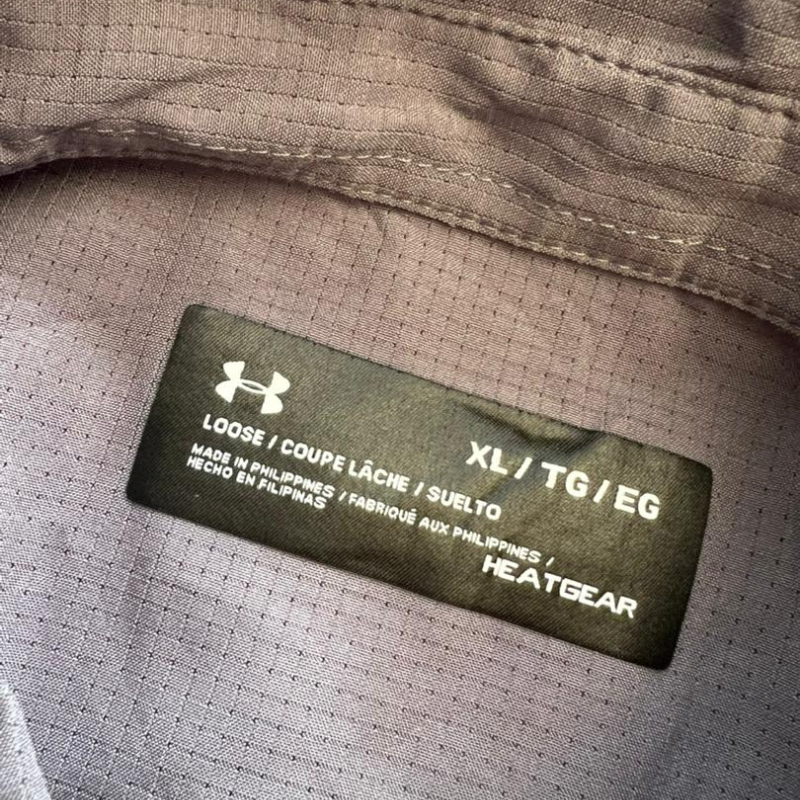 XL / TG / EG
LOOSE / COUPE LÂCHE / SUELTO
MADE IN PHILIPPINES / FABRIQUÉ AUX PHILIPPINES /
HECHO EN FILIPINAS
HEATGEAR